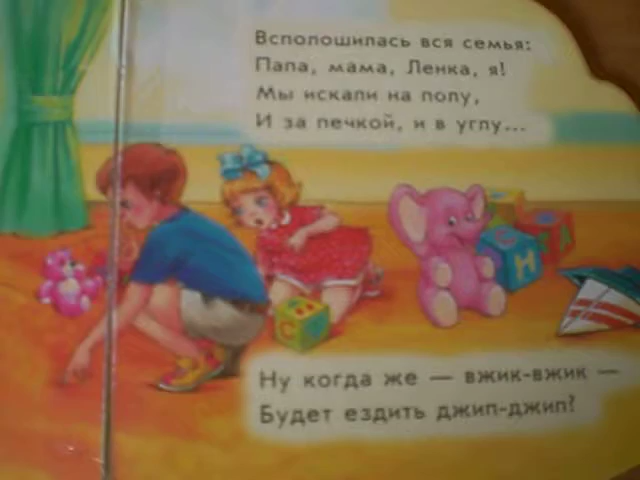 Всполошилась вся семья:
Папа, мама, Ленка, я!
Мы искали на полу,
И за печкой, и в углу...
Ну когда же — вжик-вжик —
Будет ездить джип-джип?